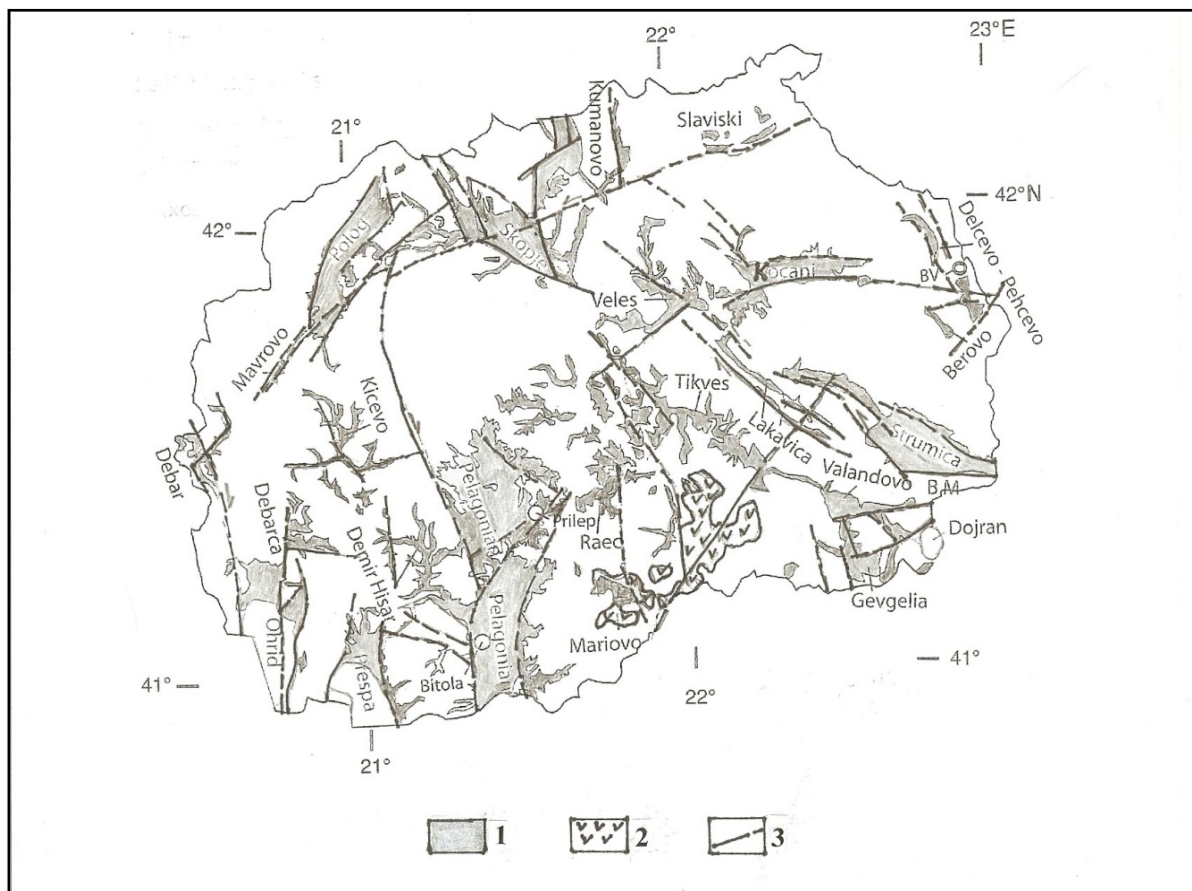 23°E
22°
Kumanovo
Slaviski
21°
42°N
42°
Polog
Skopje
Delcevo - Pehcevo
Kocani
BV
Veles
Mavrovo
Berovo
Kicevo
Tikves
Lakavica
Strumica
Debar
Valandovo
B.M
Pelagonian
Prilep
Debarca
Raec
Dojran
Demir Hisar
Gevgelia
Ohrid
Pelagonia
Mariovo
Prespa
Bitola
41°
41°
22°
21°
1
2
3